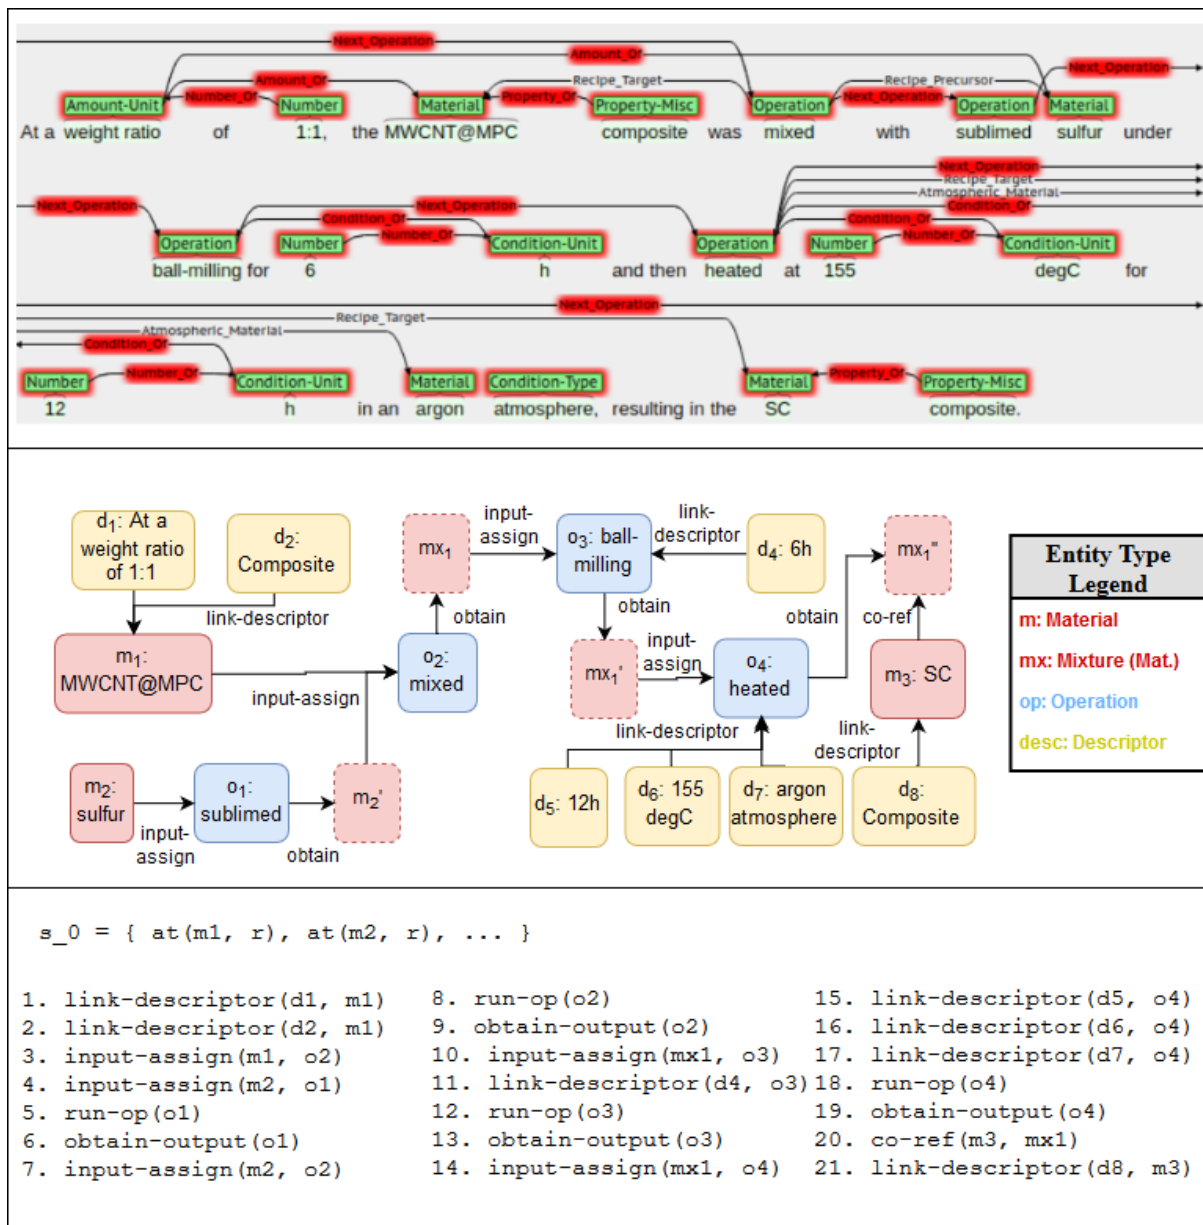 Next_Operation
Amount_Of
Next_Operation
Amount_Of Recipe_Target Recipe_Precursor
Number_Of Property_Of Next_Operation
Amount-Unit Number Material Property-Misc Operation Operation Material
At a weight ratio of 1:1, the MWCNT@MPC composite was mixed with sublimed sulfur under
Next_Operation
Recipe_Target
Atmospheric_Material
Next_Operation Next_Operation Condition_Of
Condition_Of Condition_Of
Number_Of Number_Of
Operation Number Condition-Unit Operation Number Condition-Unit
ball-milling for 6 h and then heated at 155 degC for
Next_Operation
Recipe_Target
Atmospheric_Material
Condition_Of
Number_Of Property_Of
Number Condition-Unit Material Condition-Type Material Property-Misc
12 h in an argon atmosphere, resulting in the SC composite.
d1: At a
weight ratio
of 1:1
d2:
Composite
link-descriptor
m1:
MWCNT@MPC
input-assign
m2:
sulfur
input-
assign
o1:
sublimed
obtain
m2'
o2:
mixed
obtain
mx1
input-
assign
o3: ball-
milling
link-
descriptor
d4: 6h
obtain
mx1'
input-
assign
o4:
heated
link-descriptor
d5: 12h
d6: 155
degC
d7: argon
atmosphere
obtain
mx1"
co-ref
m3: SC
link-
descriptor
d8:
Composite
Entity Type
Legend
m: Material
mx: Mixture (Mat.)
op: Operation
desc: Descriptor
s_0 = { at(m1, r), at(m2, r), ... }
1. link-descriptor(d1, m1)
2. link-descriptor(d2, m1)
3. input-assign(m1, o2)
4. input-assign(m2, o1)
5. run-op(o1)
6. obtain-output(o1)
7. input-assign(m2, o2)
8. run-op(o2)
9. obtain-output(o2)
10. input-assign(mx1, o3)
11. link-descriptor(d4, o3)
12. run-op(o3)
13. obtain-output(o3)
14. input-assign(mx1, o4)
15. link-descriptor(d5, o4)
16. link-descriptor(d6, o4)
17. link-descriptor(d7, o4)
18. run-op(o4)
19. obtain-output(o4)
20. co-ref(m3, mx1)
21. link-descriptor(d8, m3)